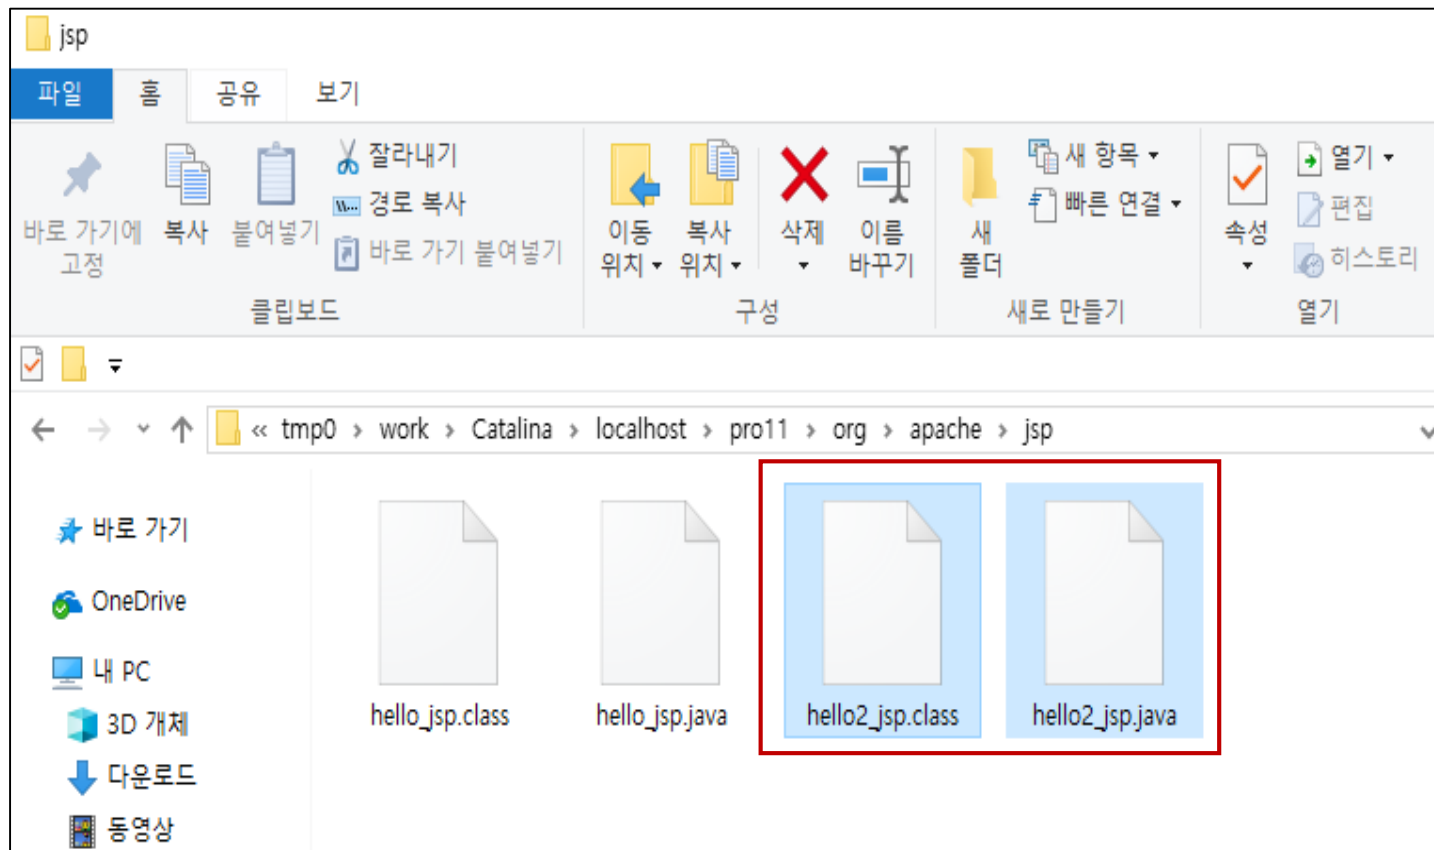 jsp
파일 홈 공유 보기
바로 가기에 고정
복사
붙여넣기
잘라내기
경로 복사
바로 가기 붙여넣기
클립보드
이동 위치
복사 위치
삭제
이름 바꾸기
구성
새 폴더
새 항목
빠른 연결
새로 만들기
속성
열기
편집
히스토리
열기
« tmp0 › work › Catalina › localhost › pro11 › org › apache › jsp
바로 가기
OneDrive
내 PC
3D 개체
다운로드
동영상
hello_jsp.class
hello_jsp.java
hello2_jsp.class
hello2_jsp.java